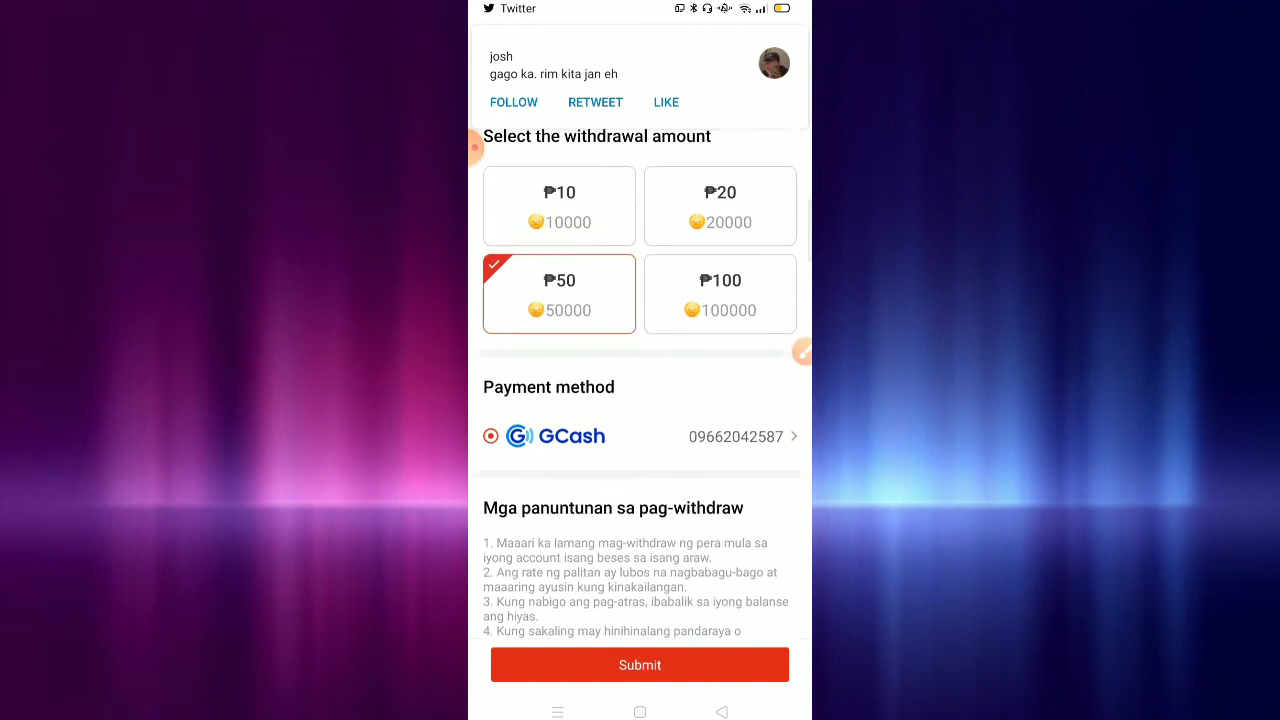 Twitter
josh
gago ka. rim kita jan eh
FOLLOW RETWEET LIKE
Select the withdrawal amount
₱10 ₱20
10000 20000
₱50 ₱100
50000 100000
Payment method
GCash 09662042587
Mga panuntunan sa pag-withdraw
1. Maaari ka lamang mag-withdraw ng pera mula sa
iyong account isang beses sa isang araw.
2. Ang rate ng palitan ay lubos na nagbabagu-bago at
maaaring ayusin kung kinakailangan.
3. Kung nabigo ang pag-atras, ibabalik sa iyong balanse
ang hiyas.
4. Kung sakaling may hinihinalang pandaraya o
Submit